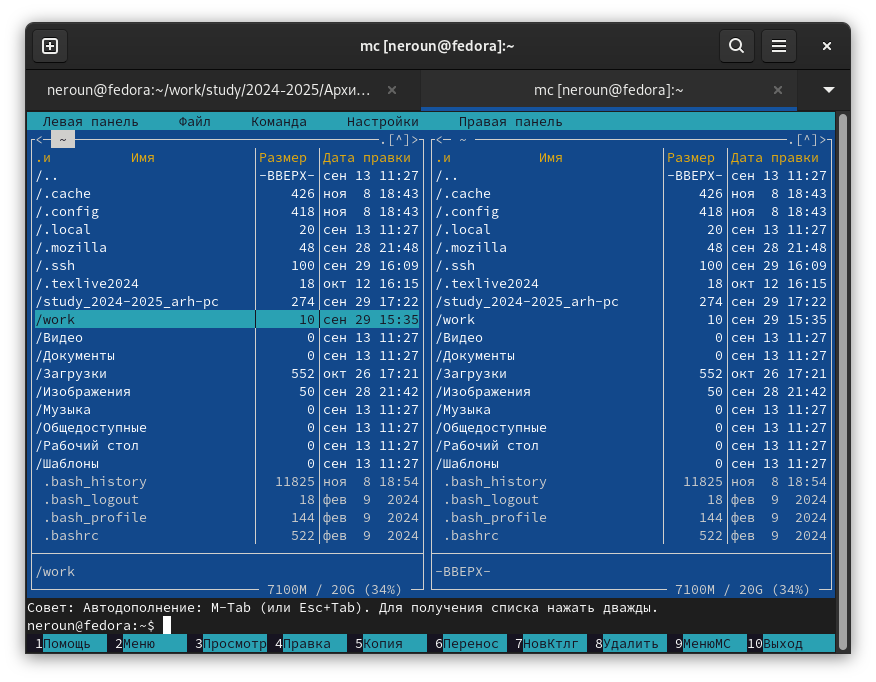 mc [neroun@fedora]:~
neroun@fedora:~/work/study/2024-2025/Архи… × mc [neroun@fedora]:~ ×
Левая панель Файл Команда Настройки Правая панель
<─ ~ .[^]> <─ ~ .[^]>
.и Имя Размер Дата правки .и Имя Размер Дата правки
/.. -ВВЕРХ- сен 13 11:27 /.. -ВВЕРХ- сен 13 11:27
/.cache 426 ноя 8 18:43 /.cache 426 ноя 8 18:43
/.config 418 ноя 8 18:43 /.config 418 ноя 8 18:43
/.local 20 сен 13 11:27 /.local 20 сен 13 11:27
/.mozilla 48 сен 28 21:48 /.mozilla 48 сен 28 21:48
/.ssh 100 сен 29 16:09 /.ssh 100 сен 29 16:09
/.texlive2024 18 окт 12 16:15 /.texlive2024 18 окт 12 16:15
/study_2024-2025_arh-pc 274 сен 29 17:22 /study_2024-2025_arh-pc 274 сен 29 17:22
/work 10 сен 29 15:35 /work 10 сен 29 15:35
/Видео 0 сен 13 11:27 /Видео 0 сен 13 11:27
/Документы 0 сен 13 11:27 /Документы 0 сен 13 11:27
/Загрузки 552 окт 26 17:21 /Загрузки 552 окт 26 17:21
/Изображения 50 сен 28 21:42 /Изображения 50 сен 28 21:42
/Музыка 0 сен 13 11:27 /Музыка 0 сен 13 11:27
/Общедоступные 0 сен 13 11:27 /Общедоступные 0 сен 13 11:27
/Рабочий стол 0 сен 13 11:27 /Рабочий стол 0 сен 13 11:27
/Шаблоны 0 сен 13 11:27 /Шаблоны 0 сен 13 11:27
.bash_history 11825 ноя 8 18:54 .bash_history 11825 ноя 8 18:54
.bash_logout 18 фев 9 2024 .bash_logout 18 фев 9 2024
.bash_profile 144 фев 9 2024 .bash_profile 144 фев 9 2024
.bashrc 522 фев 9 2024 .bashrc 522 фев 9 2024
/work -ВВЕРХ-
7100M / 20G (34%) 7100M / 20G (34%)
Совет: Автодополнение: M-Tab (или Esc+Tab). Для получения списка нажать дважды.
neroun@fedora:~$
1Помощь 2Меню 3Просмотр 4Правка 5Копия 6Перенос 7НовКтлг 8Удалить 9МенюМС 10Выход